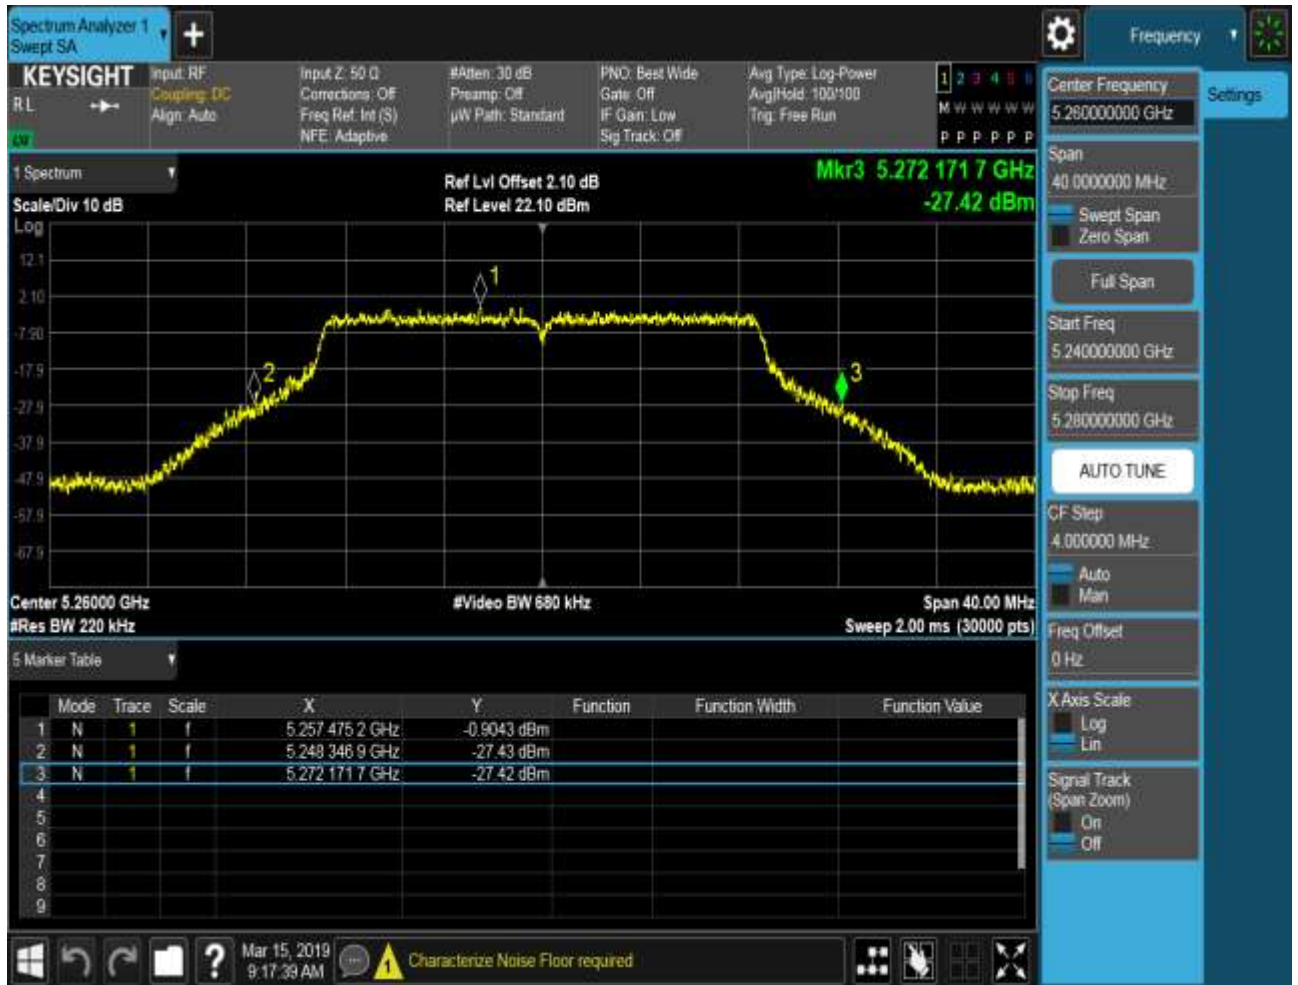 Spectrum Analyzer 1
Swept SA
+
Frequency
KEYSIGHT
RL
Input: RF
Coupling: DC
Align: Auto
Input Z: 50 Ω
Corrections: Off
Freq Ref: Int (S)
NFE: Adaptive
#Atten: 30 dB
Preamp: Off
µW Path: Standard
PNO: Best Wide
Gate: Off
IF Gain: Low
Sig Track: Off
Avg Type: Log-Power
Avg|Hold: 100/100
Trig: Free Run
1 2 3 4 5 6
M W W W W W
P P P P P P
1 Spectrum
Scale/Div 10 dB
Ref Lvl Offset 2.10 dB
Ref Level 22.10 dBm
Mkr3 5.272 171 7 GHz
-27.42 dBm
Log
12.1
2.10
-7.90
-17.9
-27.9
-37.9
-47.9
-57.9
-67.9
1
2
3
Center 5.26000 GHz
#Res BW 220 kHz
#Video BW 680 kHz
Span 40.00 MHz
Sweep 2.00 ms (30000 pts)
5 Marker Table
Mode Trace Scale X Y Function Function Width Function Value
1 N 1 f 5.257 475 2 GHz -0.9043 dBm
2 N 1 f 5.248 346 9 GHz -27.43 dBm
3 N 1 f 5.272 171 7 GHz -27.42 dBm
4
5
6
7
8
9
Center Frequency
5.260000000 GHz
Settings
Span
40.0000000 MHz
Swept Span
Zero Span
Full Span
Start Freq
5.240000000 GHz
Stop Freq
5.280000000 GHz
AUTO TUNE
CF Step
4.000000 MHz
Auto
Man
Freq Offset
0 Hz
X Axis Scale
Log
Lin
Signal Track
(Span Zoom)
On
Off
?
Mar 15, 2019
9:17:39 AM
1
Characterize Noise Floor required